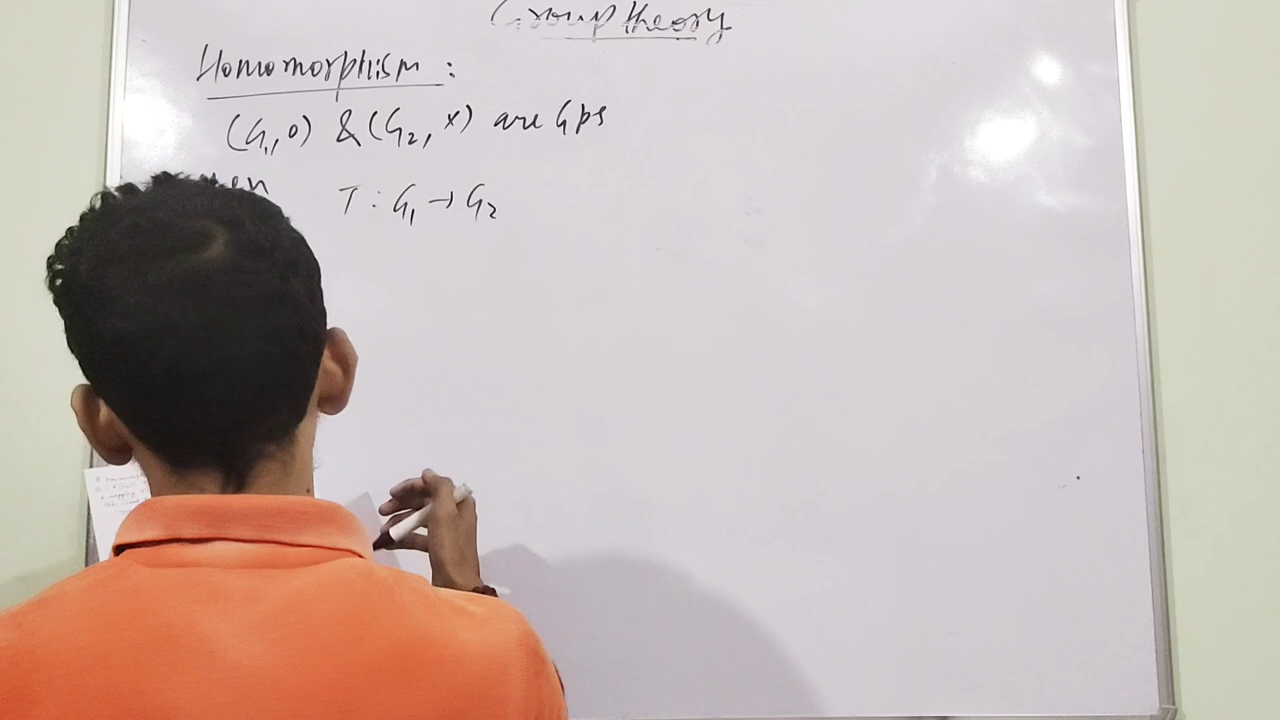 Group theory
Homomorphism :
(G₁, o) & (G₂, ×) are Gps
T : G₁ → G₂